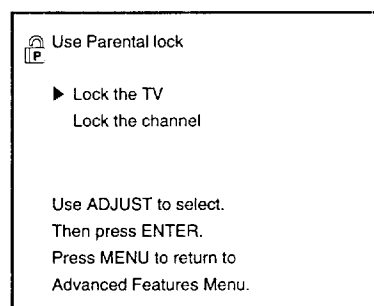 Use Parental lock
P
▶ Lock the TV
Lock the channel
Use ADJUST to select.
Then press ENTER.
Press MENU to return to
Advanced Features Menu.